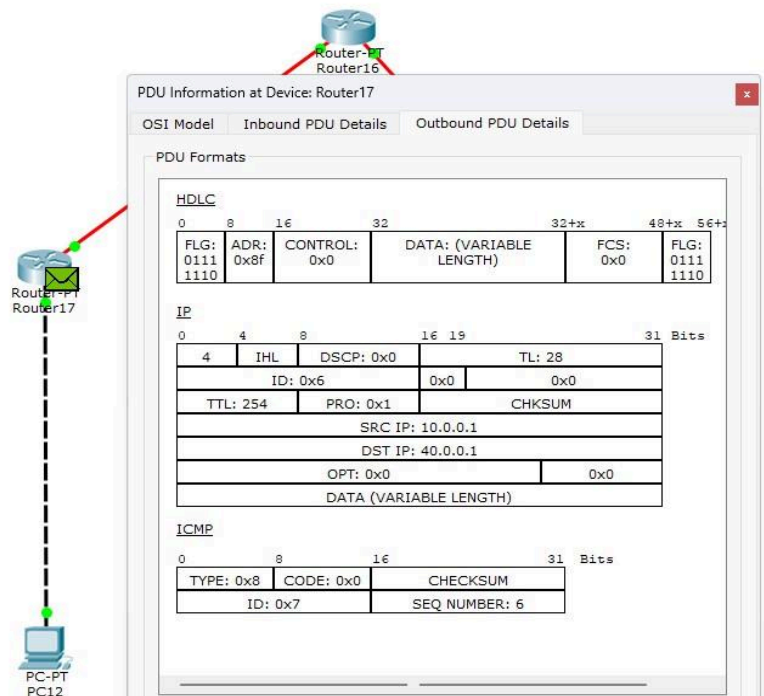 Router-PT
Router16
PDU Information at Device: Router17
x
OSI Model Inbound PDU Details Outbound PDU Details
PDU Formats
HDLC
0 8 16 32 32+x 48+x 56+x
FLG: ADR: CONTROL: DATA: (VARIABLE FCS: FLG:
0111 0x8f 0x0 LENGTH) 0x0 0111
1110 1110
Router-PT
Router17
IP
0 4 8 16 19 31 Bits
4 IHL DSCP: 0x0 TL: 28
ID: 0x6 0x0 0x0
TTL: 254 PRO: 0x1 CHKSUM
SRC IP: 10.0.0.1
DST IP: 40.0.0.1
OPT: 0x0 0x0
DATA (VARIABLE LENGTH)
ICMP
0 8 16 31 Bits
TYPE: 0x8 CODE: 0x0 CHECKSUM
ID: 0x7 SEQ NUMBER: 6
PC-PT
PC12